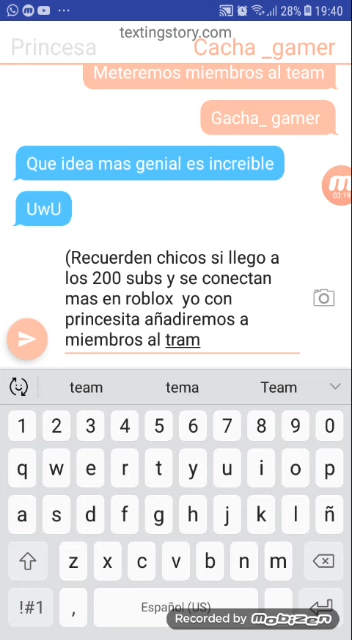 28% 19:40
textingstory.com
Princesa Cacha _gamer
Meteremos miembros al team
Gacha_ gamer
03:19
Que idea mas genial es increible
UwU
(Recuerden chicos si llego a
los 200 subs y se conectan
mas en roblox yo con
princesita añadiremos a
miembros al tram
team tema Team
1 2 3 4 5 6 7 8 9 0
q w e r t y u i o p
a s d f g h j k l ñ
z x c v b n m
!#1 , Español (US)
Recorded by Mobizen